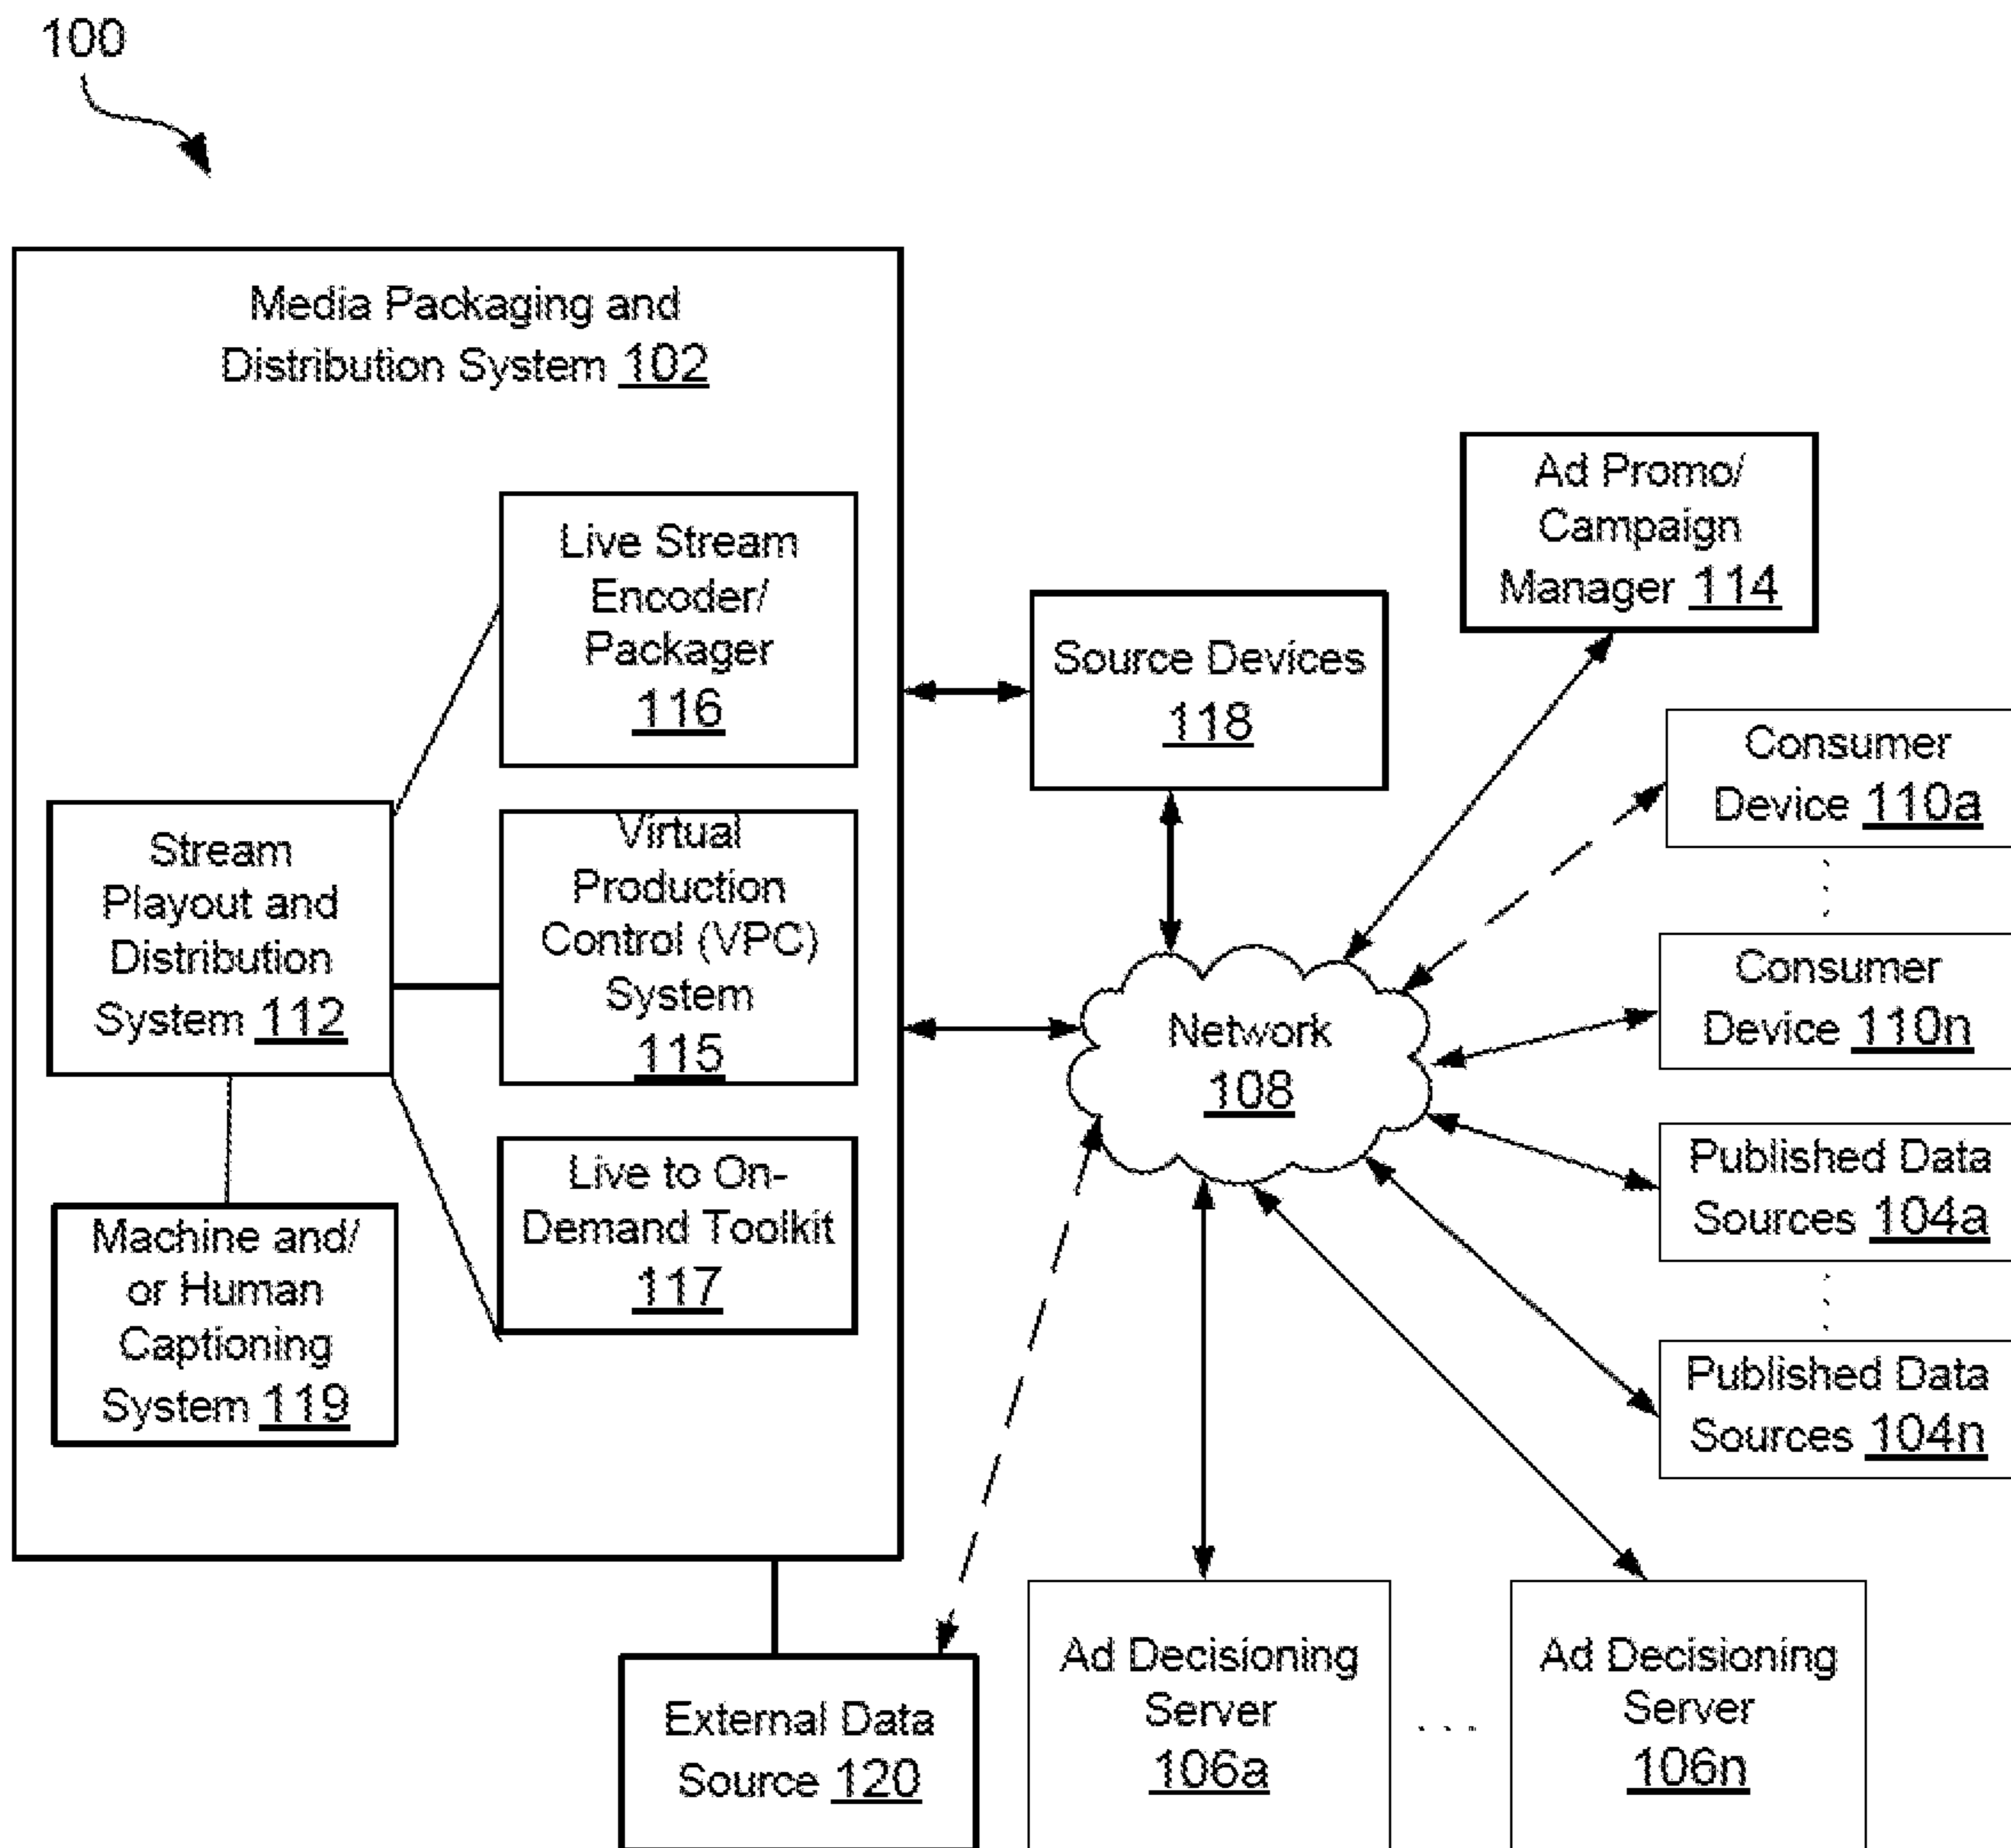 100
Media Packaging and
Distribution System 102
Live Stream
Encoder/
Packager
116
Stream
Playout and
Distribution
System 112
Virtual
Production
Control (VPC)
System
115
Live to On-
Demand Toolkit
117
Machine and/
or Human
Captioning
System 119
Source Devices
118
Ad Promo/
Campaign
Manager 114
Consumer
Device 110a
Consumer
Device 110n
Network
108
Published Data
Sources 104a
Published Data
Sources 104n
External Data
Source 120
Ad Decisioning
Server
106a
. . .
Ad Decisioning
Server
106n